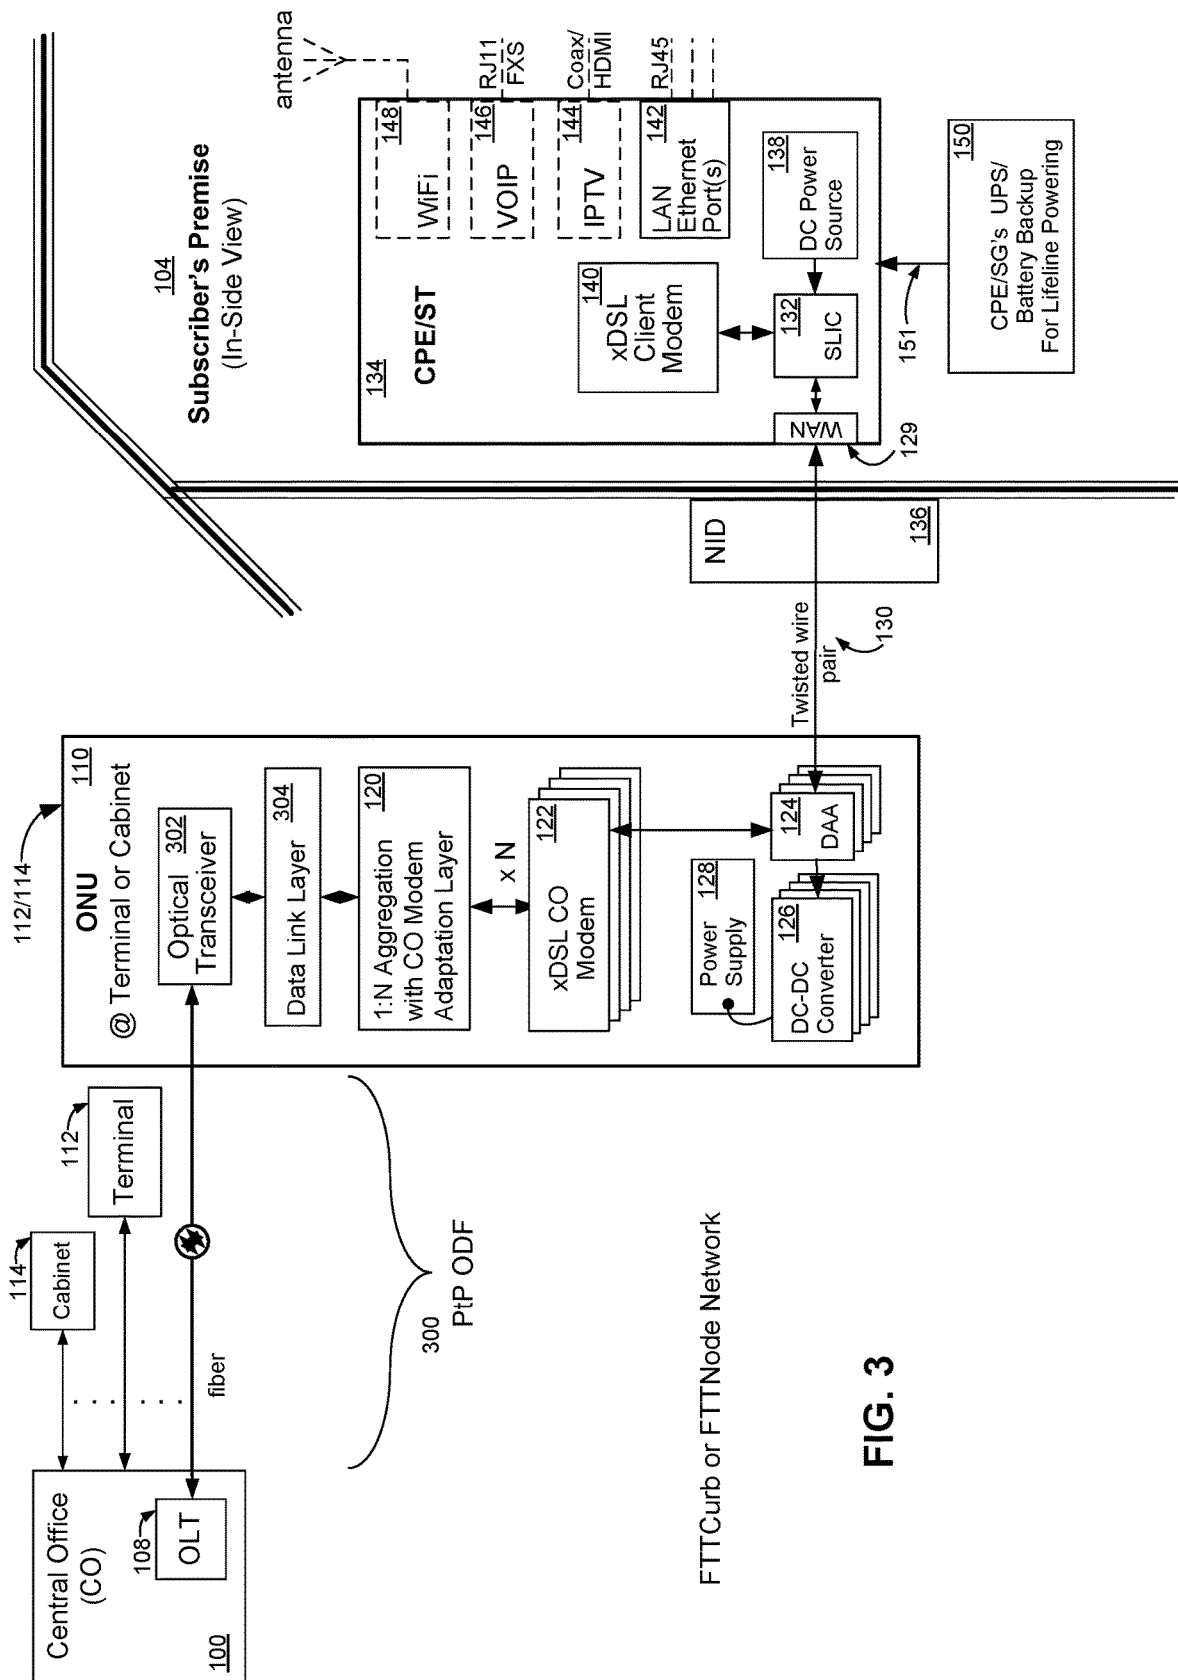 Central Office
(CO)
100
108
OLT
114
Cabinet
112
Terminal
fiber
300
PtP ODF
112/114
ONU
110
@ Terminal or Cabinet
Optical
Transceiver
302
Data Link Layer
304
1:N Aggregation
with CO Modem
Adaptation Layer
120
x N
xDSL CO
Modem
122
Power
Supply
128
DC-DC
Converter
126
DAA
124
Twisted wire
pair
130
NID
136
104
Subscriber's Premise
(In-Side View)
134
CPE/ST
WAN
129
xDSL
Client
Modem
140
SLIC
132
DC Power
Source
138
WiFi
148
VOIP
146
IPTV
144
LAN
Ethernet
Port(s)
142
antenna
RJ11
FXS
Coax/
HDMI
RJ45
151
150
CPE/SG's UPS/
Battery Backup
For Lifeline Powering
FTTCurb or FTTNode Network
FIG. 3